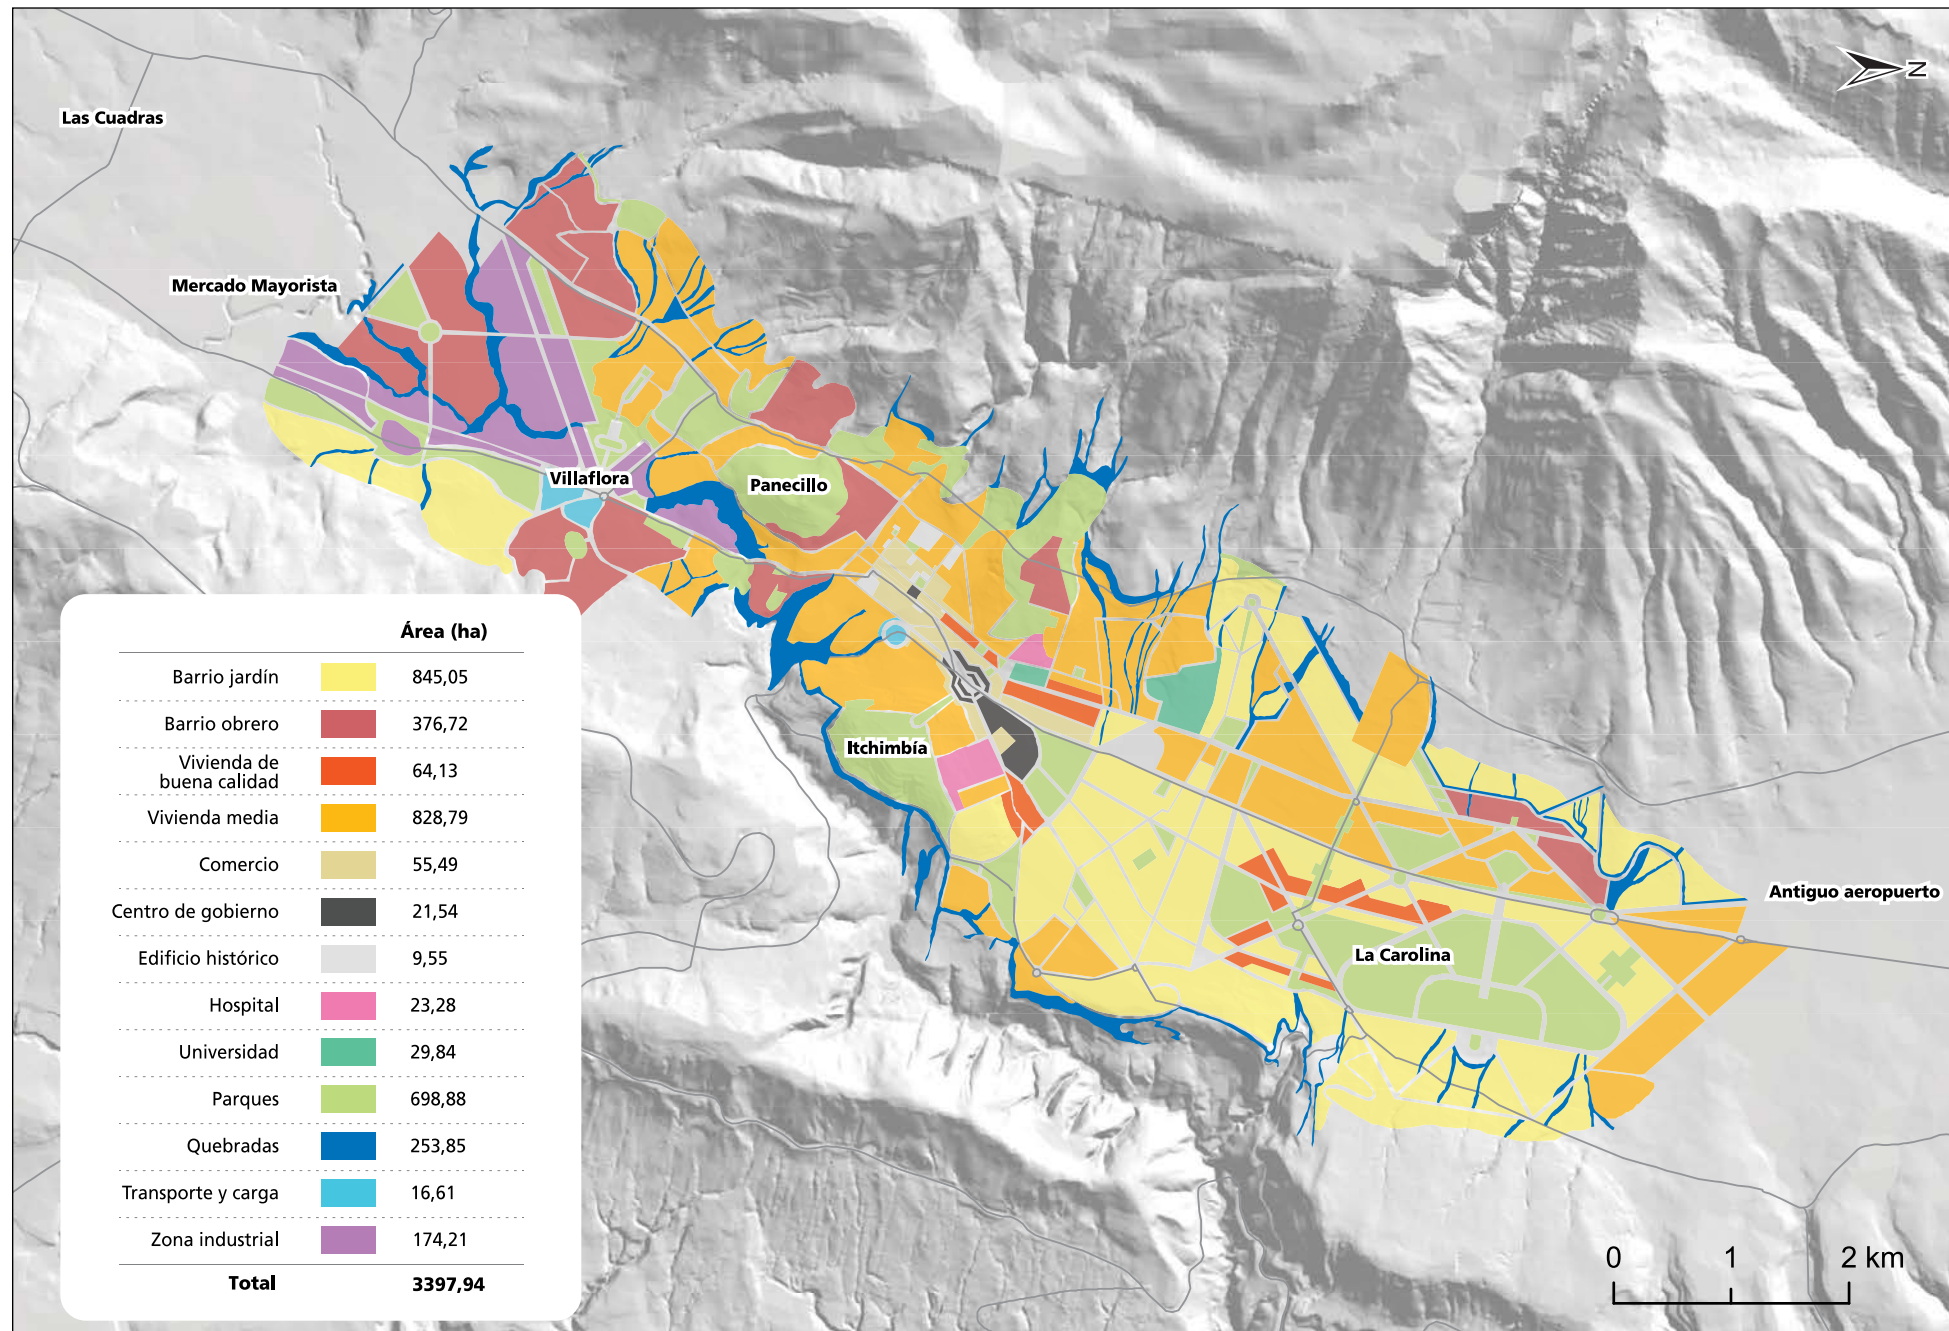 N
Las Cuadras
Mercado Mayorista
Villaflora
Panecillo
Itchimbía
La Carolina
Antiguo aeropuerto
Área (ha)
Barrio jardín 845,05
Barrio obrero 376,72
Vivienda de
buena calidad 64,13
Vivienda media 828,79
Comercio 55,49
Centro de gobierno 21,54
Edificio histórico 9,55
Hospital 23,28
Universidad 29,84
Parques 698,88
Quebradas 253,85
Transporte y carga 16,61
Zona industrial 174,21
Total 3397,94
0 1 2 km